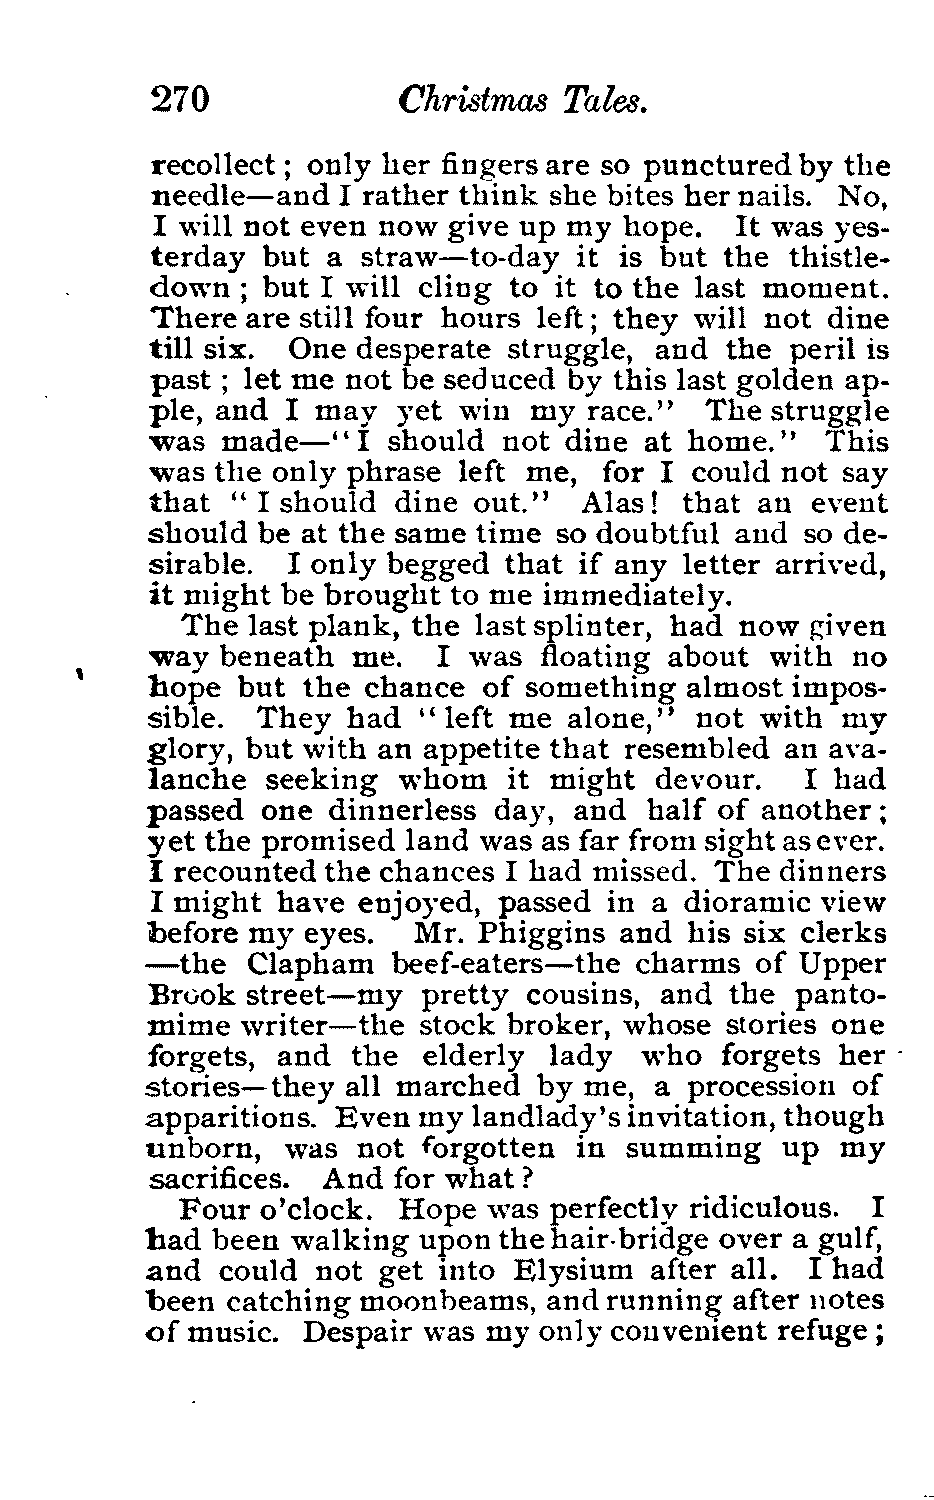 270 Christmas Tales.
recollect; only her fingers are so punctured by the
needle—and I rather think she bites her nails. No,
I will not even now give up my hope. It was yes-
terday but a straw—to-day it is but the thistle-
down; but I will cling to it to the last moment.
There are still four hours left; they will not dine
till six. One desperate struggle, and the peril is
past; let me not be seduced by this last golden ap-
ple, and I may yet win my race." The struggle
was made—"I should not dine at home." This
was the only phrase left me, for I could not say
that "I should dine out." Alas! that an event
should be at the same time so doubtful and so de-
sirable. I only begged that if any letter arrived,
it might be brought to me immediately.
The last plank, the last splinter, had now given
way beneath me. I was floating about with no
hope but the chance of something almost impos-
sible. They had "left me alone," not with my
glory, but with an appetite that resembled an ava-
lanche seeking whom it might devour. I had
passed one dinnerless day, and half of another;
yet the promised land was as far from sight as ever.
I recounted the chances I had missed. The dinners
I might have enjoyed, passed in a dioramic view
before my eyes. Mr. Phiggins and his six clerks
—the Clapham beef-eaters—the charms of Upper
Brook street—my pretty cousins, and the panto-
mime writer—the stock broker, whose stories one
forgets, and the elderly lady who forgets her
stories—they all marched by me, a procession of
apparitions. Even my landlady's invitation, though
unborn, was not forgotten in summing up my
sacrifices. And for what?
Four o'clock. Hope was perfectly ridiculous. I
had been walking upon the hair-bridge over a gulf,
and could not get into Elysium after all. I had
been catching moonbeams, and running after notes
of music. Despair was my only convenient refuge;